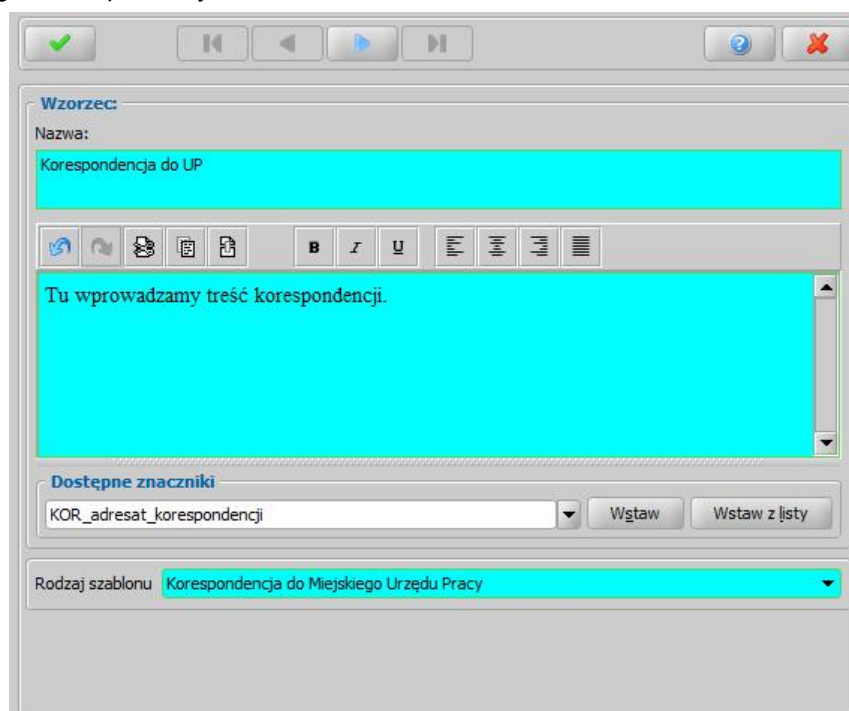 Wzorzec:
Nazwa:
Korespondencja do UP
B I U
Tu wprowadzamy treść korespondencji.
Dostępne znaczniki
KOR_adresat_korespondencji Wstaw Wstaw z listy
Rodzaj szablonu Korespondencja do Miejskiego Urzędu Pracy